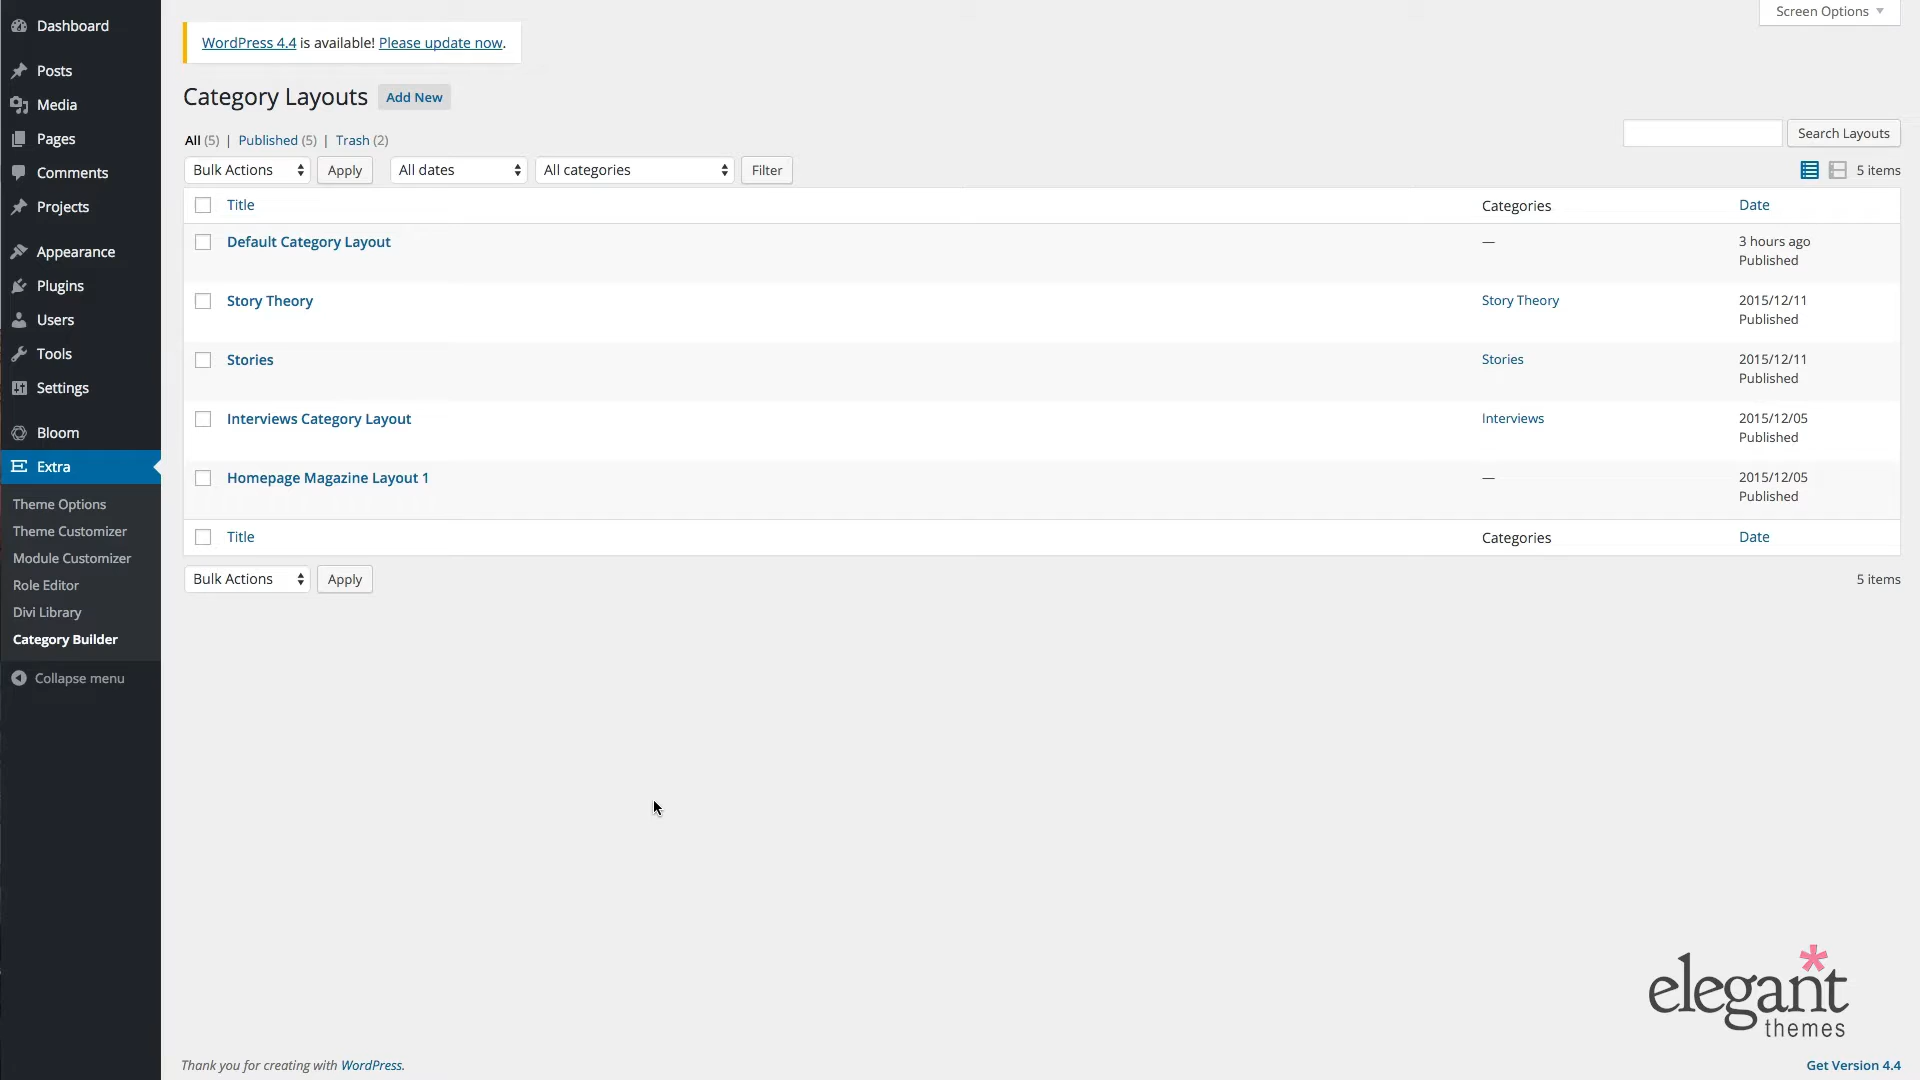 Dashboard
Posts
Media
Pages
Comments
Projects
Appearance
Plugins
Users
Tools
Settings
Bloom
Extra
Theme Options
Theme Customizer
Module Customizer
Role Editor
Divi Library
Category Builder
Collapse menu
Screen Options
WordPress 4.4 is available! Please update now.
Category Layouts Add New
All (5) | Published (5) | Trash (2)
Search Layouts
Bulk Actions Apply All dates All categories Filter 5 items
Title Categories Date
Default Category Layout — 3 hours ago
Published
Story Theory Story Theory 2015/12/11
Published
Stories Stories 2015/12/11
Published
Interviews Category Layout Interviews 2015/12/05
Published
Homepage Magazine Layout 1 — 2015/12/05
Published
Title Categories Date
Bulk Actions Apply 5 items
elegant
themes
Thank you for creating with WordPress. Get Version 4.4